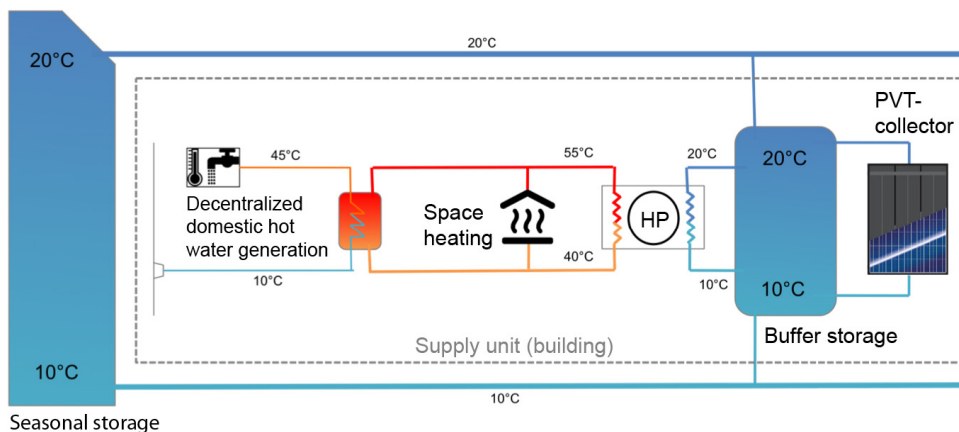 20°C
20°C
PVT-
collector
45°C
55°C
20°C
20°C
Decentralized
domestic hot
water generation
Space
heating
HP
10°C
40°C
10°C
10°C
Buffer storage
Supply unit (building)
10°C
10°C
Seasonal storage